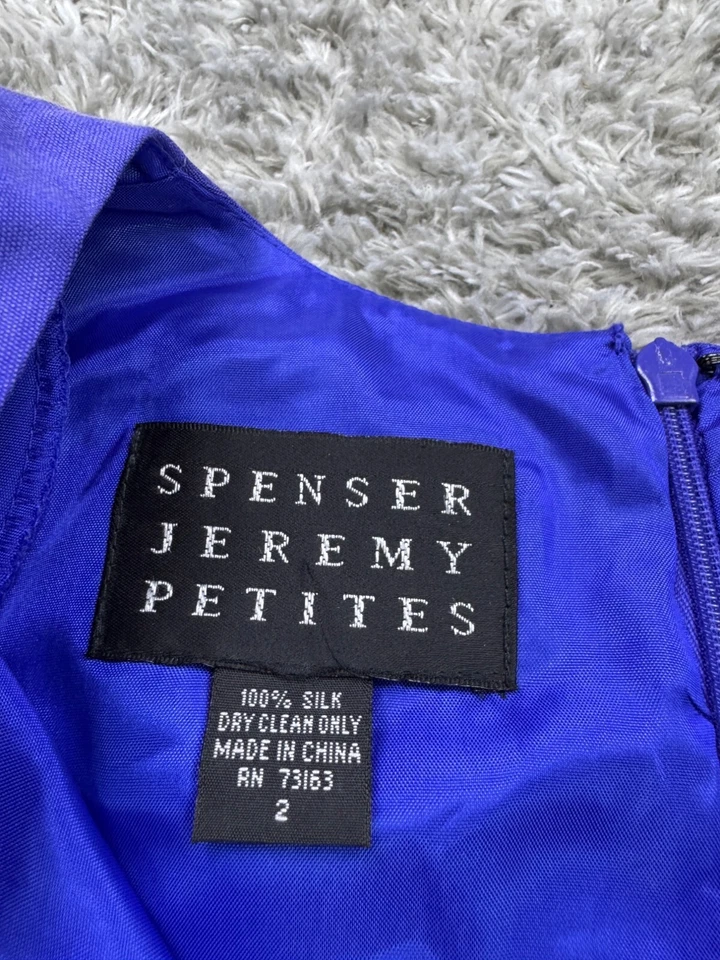 SPENSER
JEREMY
PETITES
100% SILK
DRY CLEAN ONLY
MADE IN CHINA
RN 73163
2